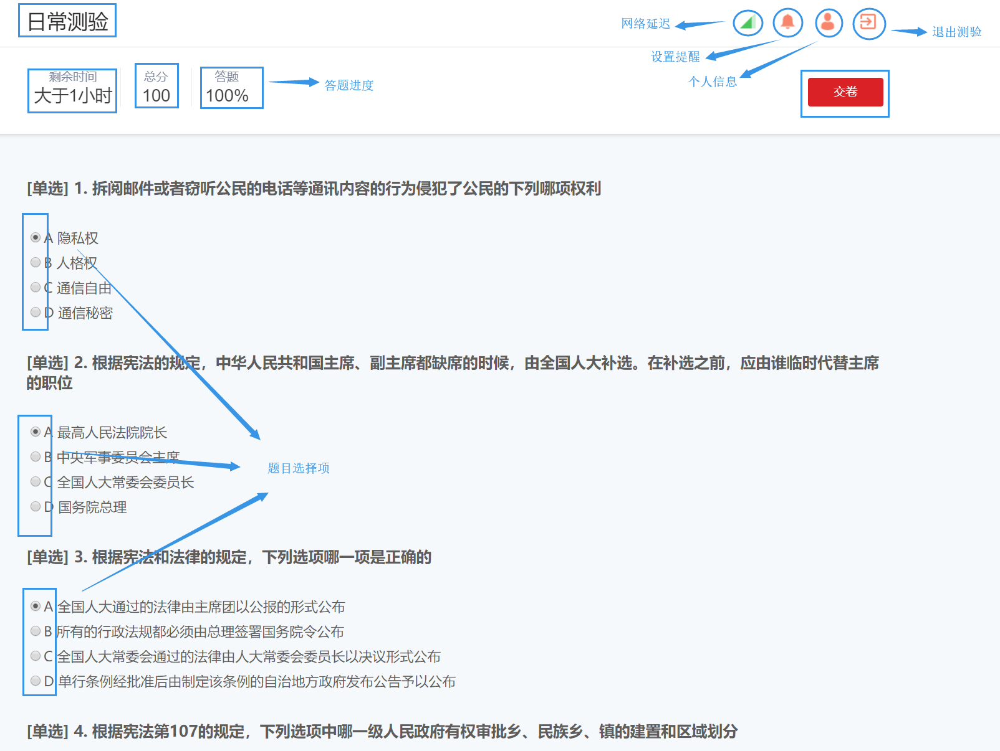 日常测验
网络延迟
退出测验
设置提醒
个人信息
剩余时间
大于1小时
总分
100
答题
100%
答题进度
交卷
[单选] 1. 拆阅邮件或者窃听公民的电话等通讯内容的行为侵犯了公民的下列哪项权利
A 隐私权
B 人格权
C 通信自由
D 通信秘密
[单选] 2. 根据宪法的规定，中华人民共和国主席、副主席都缺席的时候，由全国人大补选。在补选之前，应由谁临时代替主席
的职位
A 最高人民法院院长
B 中央军事委员会主席
C 全国人大常委会委员长
D 国务院总理
题目选择项
[单选] 3. 根据宪法和法律的规定，下列选项哪一项是正确的
A 全国人大通过的法律由主席团以公报的形式公布
B 所有的行政法规都必须由总理签署国务院令公布
C 全国人大常委会通过的法律由人大常委会委员长以决议形式公布
D 单行条例经批准后由制定该条例的自治地方政府发布公告予以公布
[单选] 4. 根据宪法第107的规定，下列选项中哪一级人民政府有权审批乡、民族乡、镇的建置和区域划分